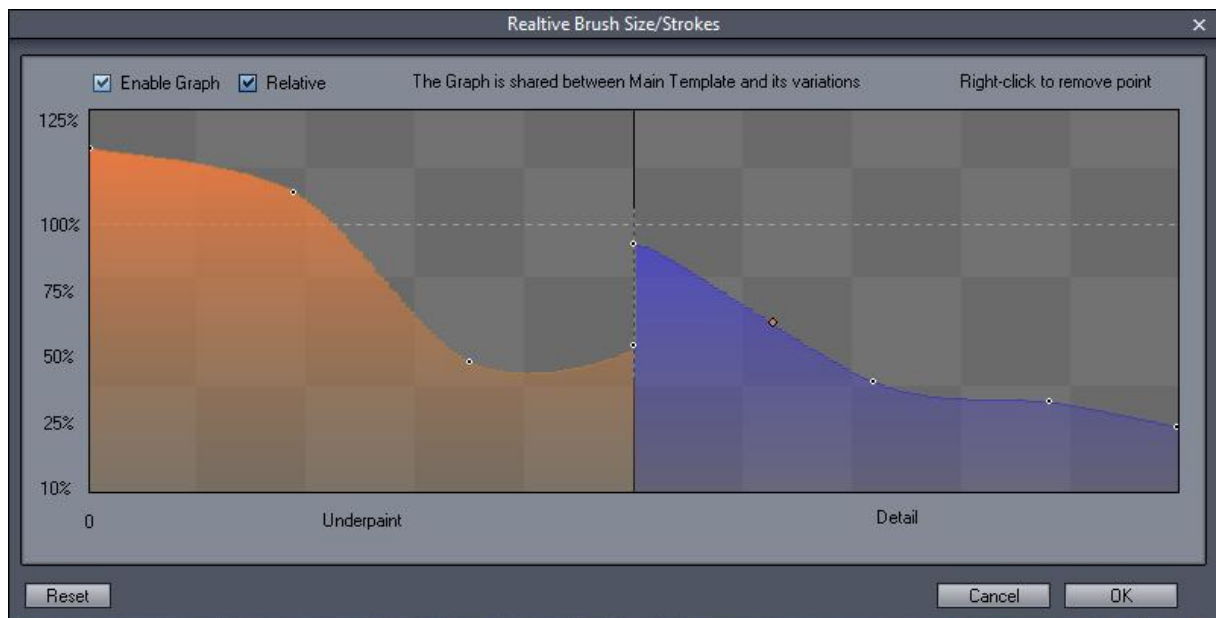 Realtive Brush Size/Strokes
Enable Graph Relative The Graph is shared between Main Template and its variations Right-click to remove point
125%
100%
75%
50%
25%
10%
0 Underpaint Detail
Reset Cancel OK